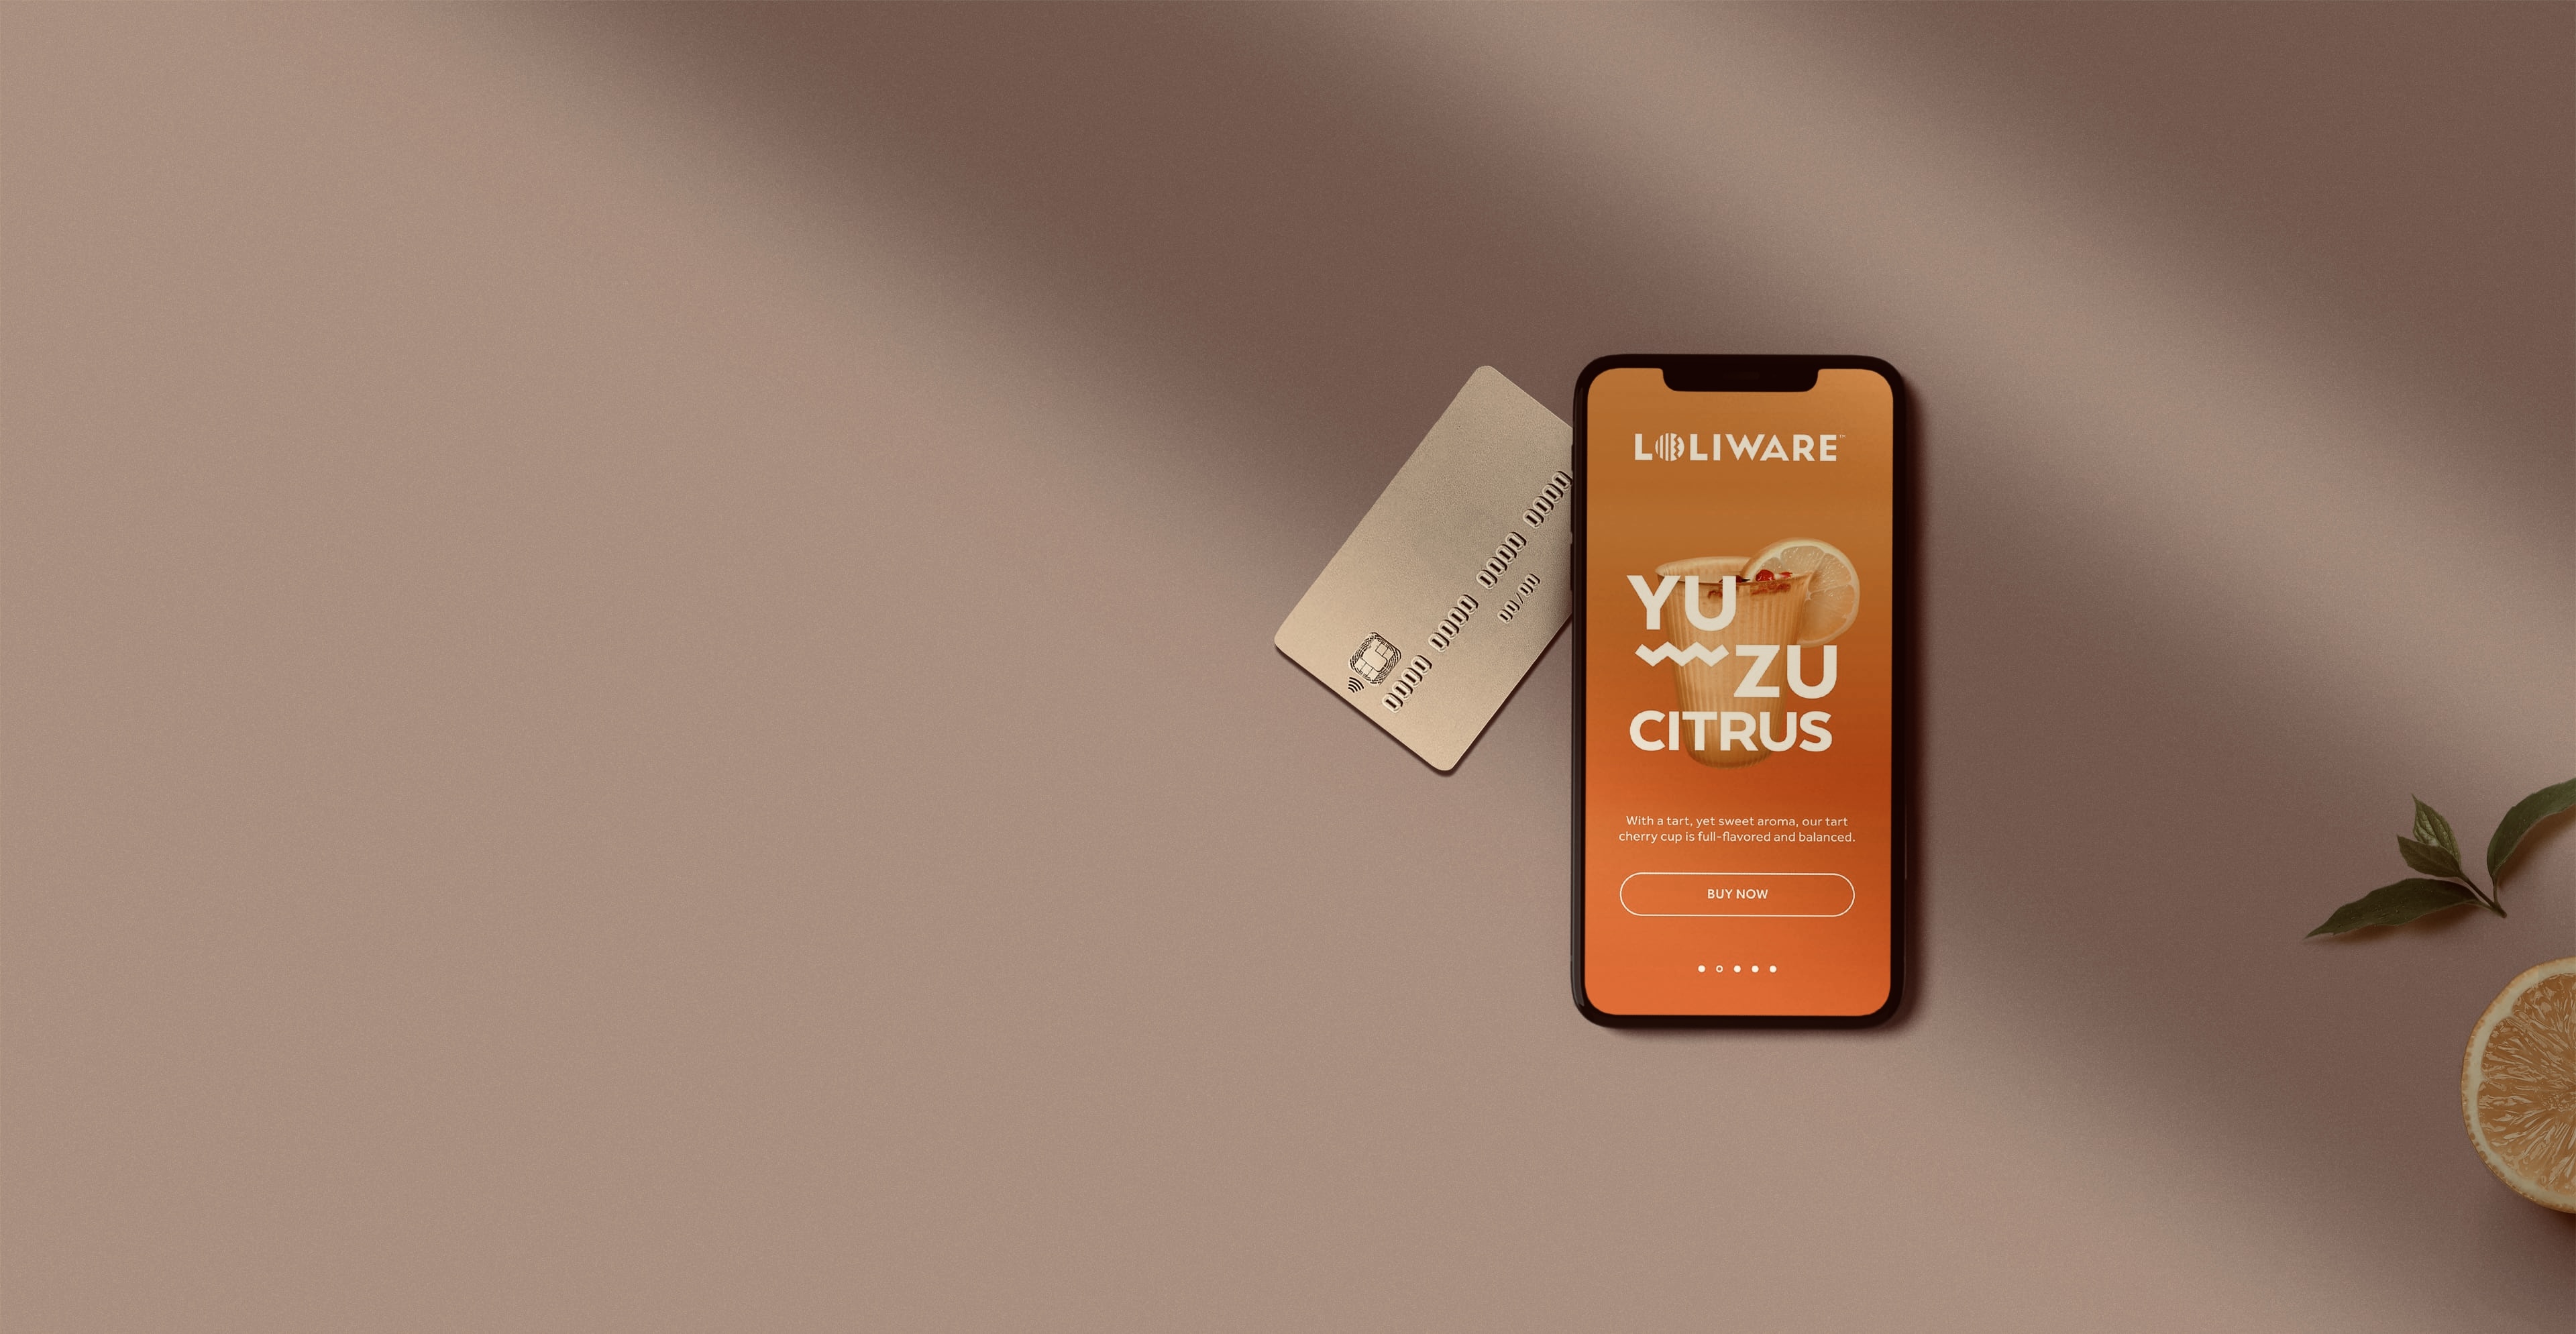 0000 0000 0000 0000
00/00
LOLIWARE™
YU
ZU
CITRUS
With a tart, yet sweet aroma, our tart
cherry cup is full-flavored and balanced.
BUY NOW